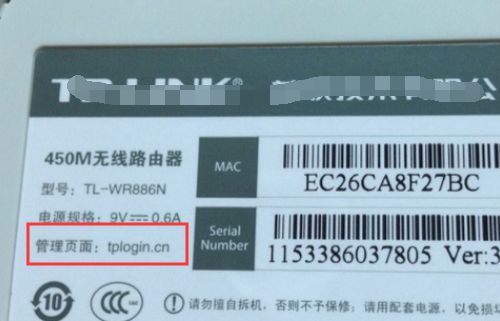 450M无线路由器
型号：TL-WR886N
电源规格：9V⎓0.6A
管理页面：tplogin.cn
MAC
EC26CA8F27BC
Serial Number
1153386037805 Ver:3
10
CCC
请勿擅自拆机，否则不予保修；请用配套电源，以免损